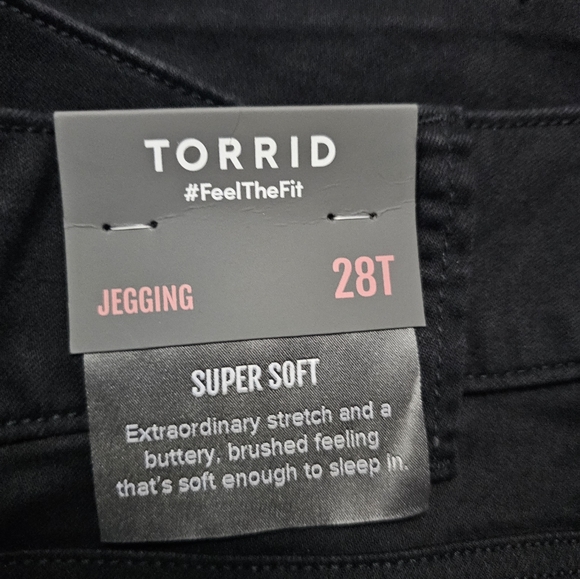 TORRID
#FeelTheFit
JEGGING 28T
SUPER SOFT
Extraordinary stretch and a
buttery, brushed feeling
that's soft enough to sleep in.